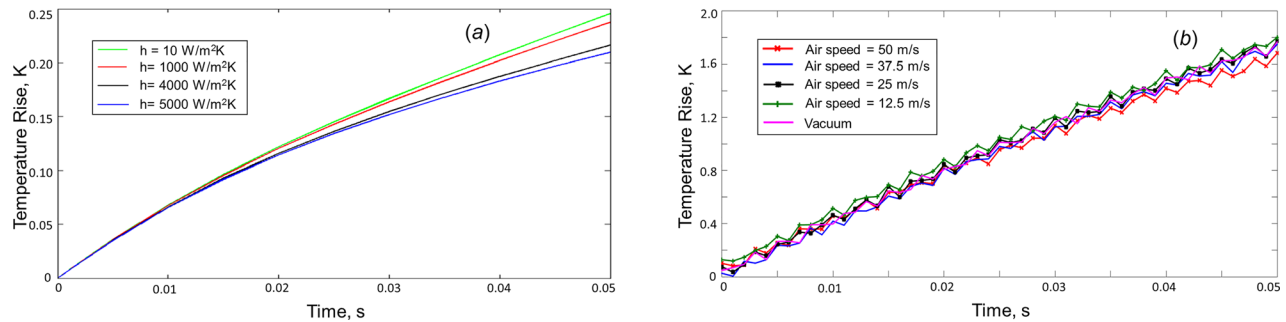 (a)
Temperature Rise, K
0.25
0.20
0.15
0.10
0.05
0
h = 10 W/m²K
h= 1000 W/m²K
h= 4000 W/m²K
h= 5000 W/m²K
0 0.01 0.02 0.03 0.04 0.05
Time, s
(b)
Temperature Rise, K
2.0
1.6
1.2
0.8
0.4
0
Air speed = 50 m/s
Air speed = 37.5 m/s
Air speed = 25 m/s
Air speed = 12.5 m/s
Vacuum
0 0.01 0.02 0.03 0.04 0.05
Time, s